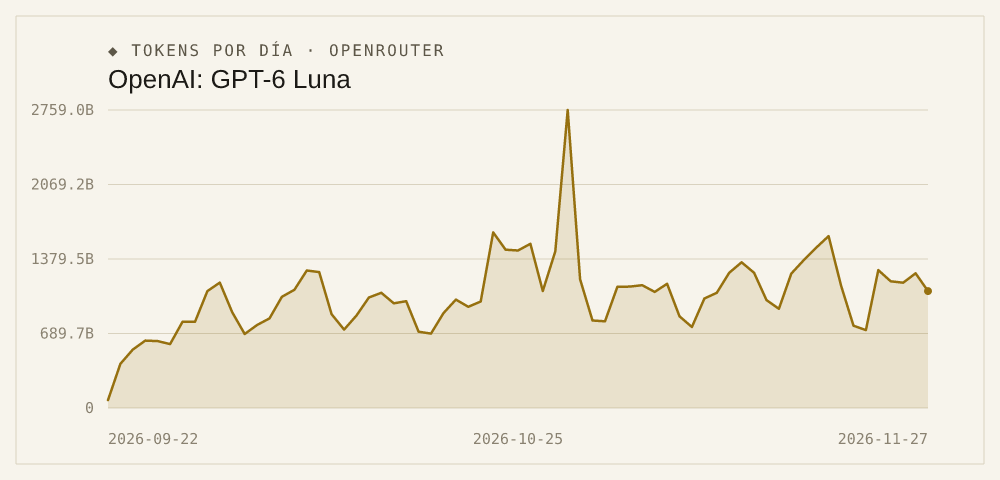 ◆ TOKENS POR DÍA · OPENROUTER
OpenAI: GPT-6 Luna
2759.0B
2069.2B
1379.5B
689.7B
0
2026-09-22 2026-10-25 2026-11-27